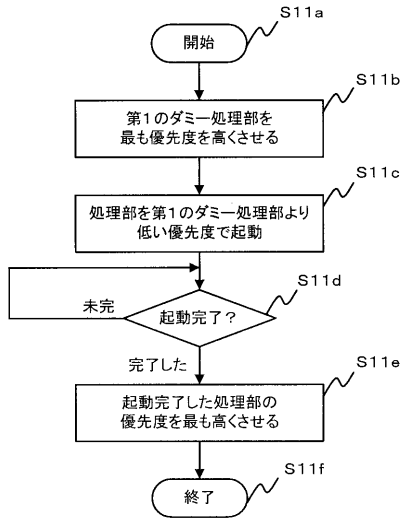 S11a
開始
S11b
第1のダミー処理部を
最も優先度を高くさせる
S11c
処理部を第1のダミー処理部より
低い優先度で起動
S11d
起動完了？
未完
完了した
S11e
起動完了した処理部の
優先度を最も高くさせる
S11f
終了